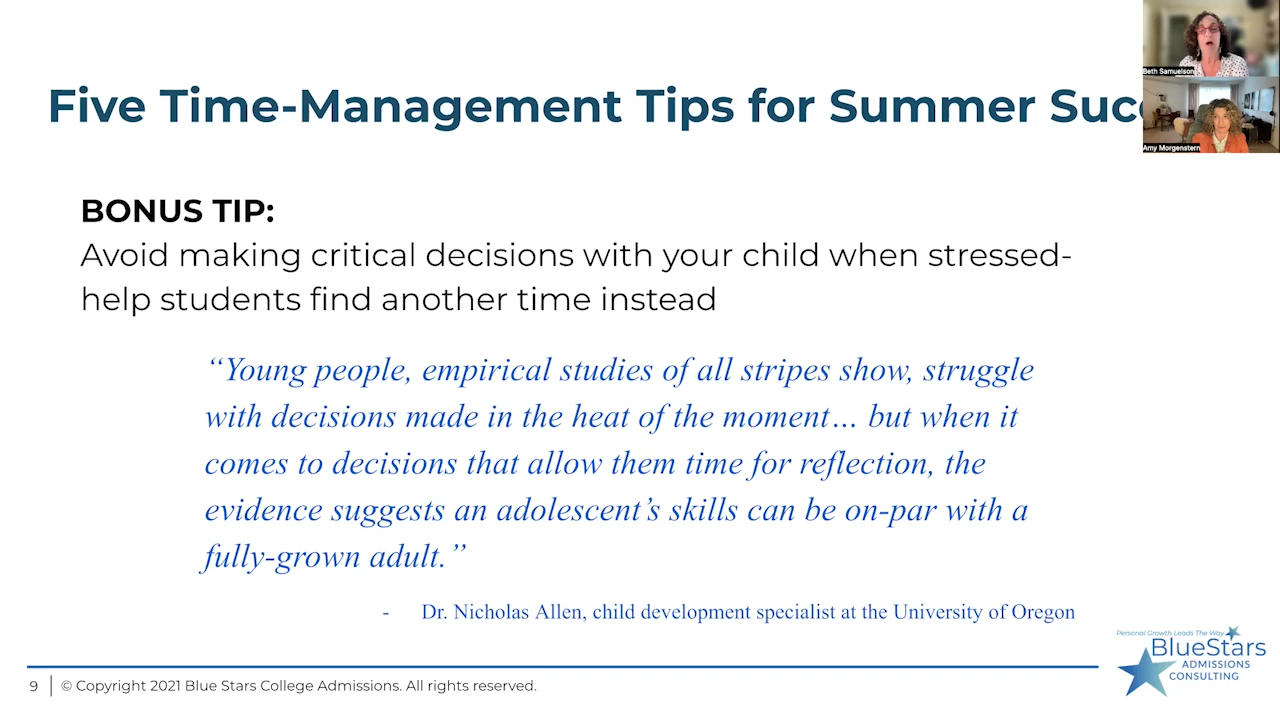 Five Time-Management Tips for Summer Suc
Beth Samuelson
Amy Morgenstern
BONUS TIP:
Avoid making critical decisions with your child when stressed-
help students find another time instead
“Young people, empirical studies of all stripes show, struggle
with decisions made in the heat of the moment… but when it
comes to decisions that allow them time for reflection, the
evidence suggests an adolescent’s skills can be on-par with a
fully-grown adult.”
- Dr. Nicholas Allen, child development specialist at the University of Oregon
Personal Growth Leads The Way
BlueStars
ADMISSIONS
CONSULTING
9 © Copyright 2021 Blue Stars College Admissions. All rights reserved.